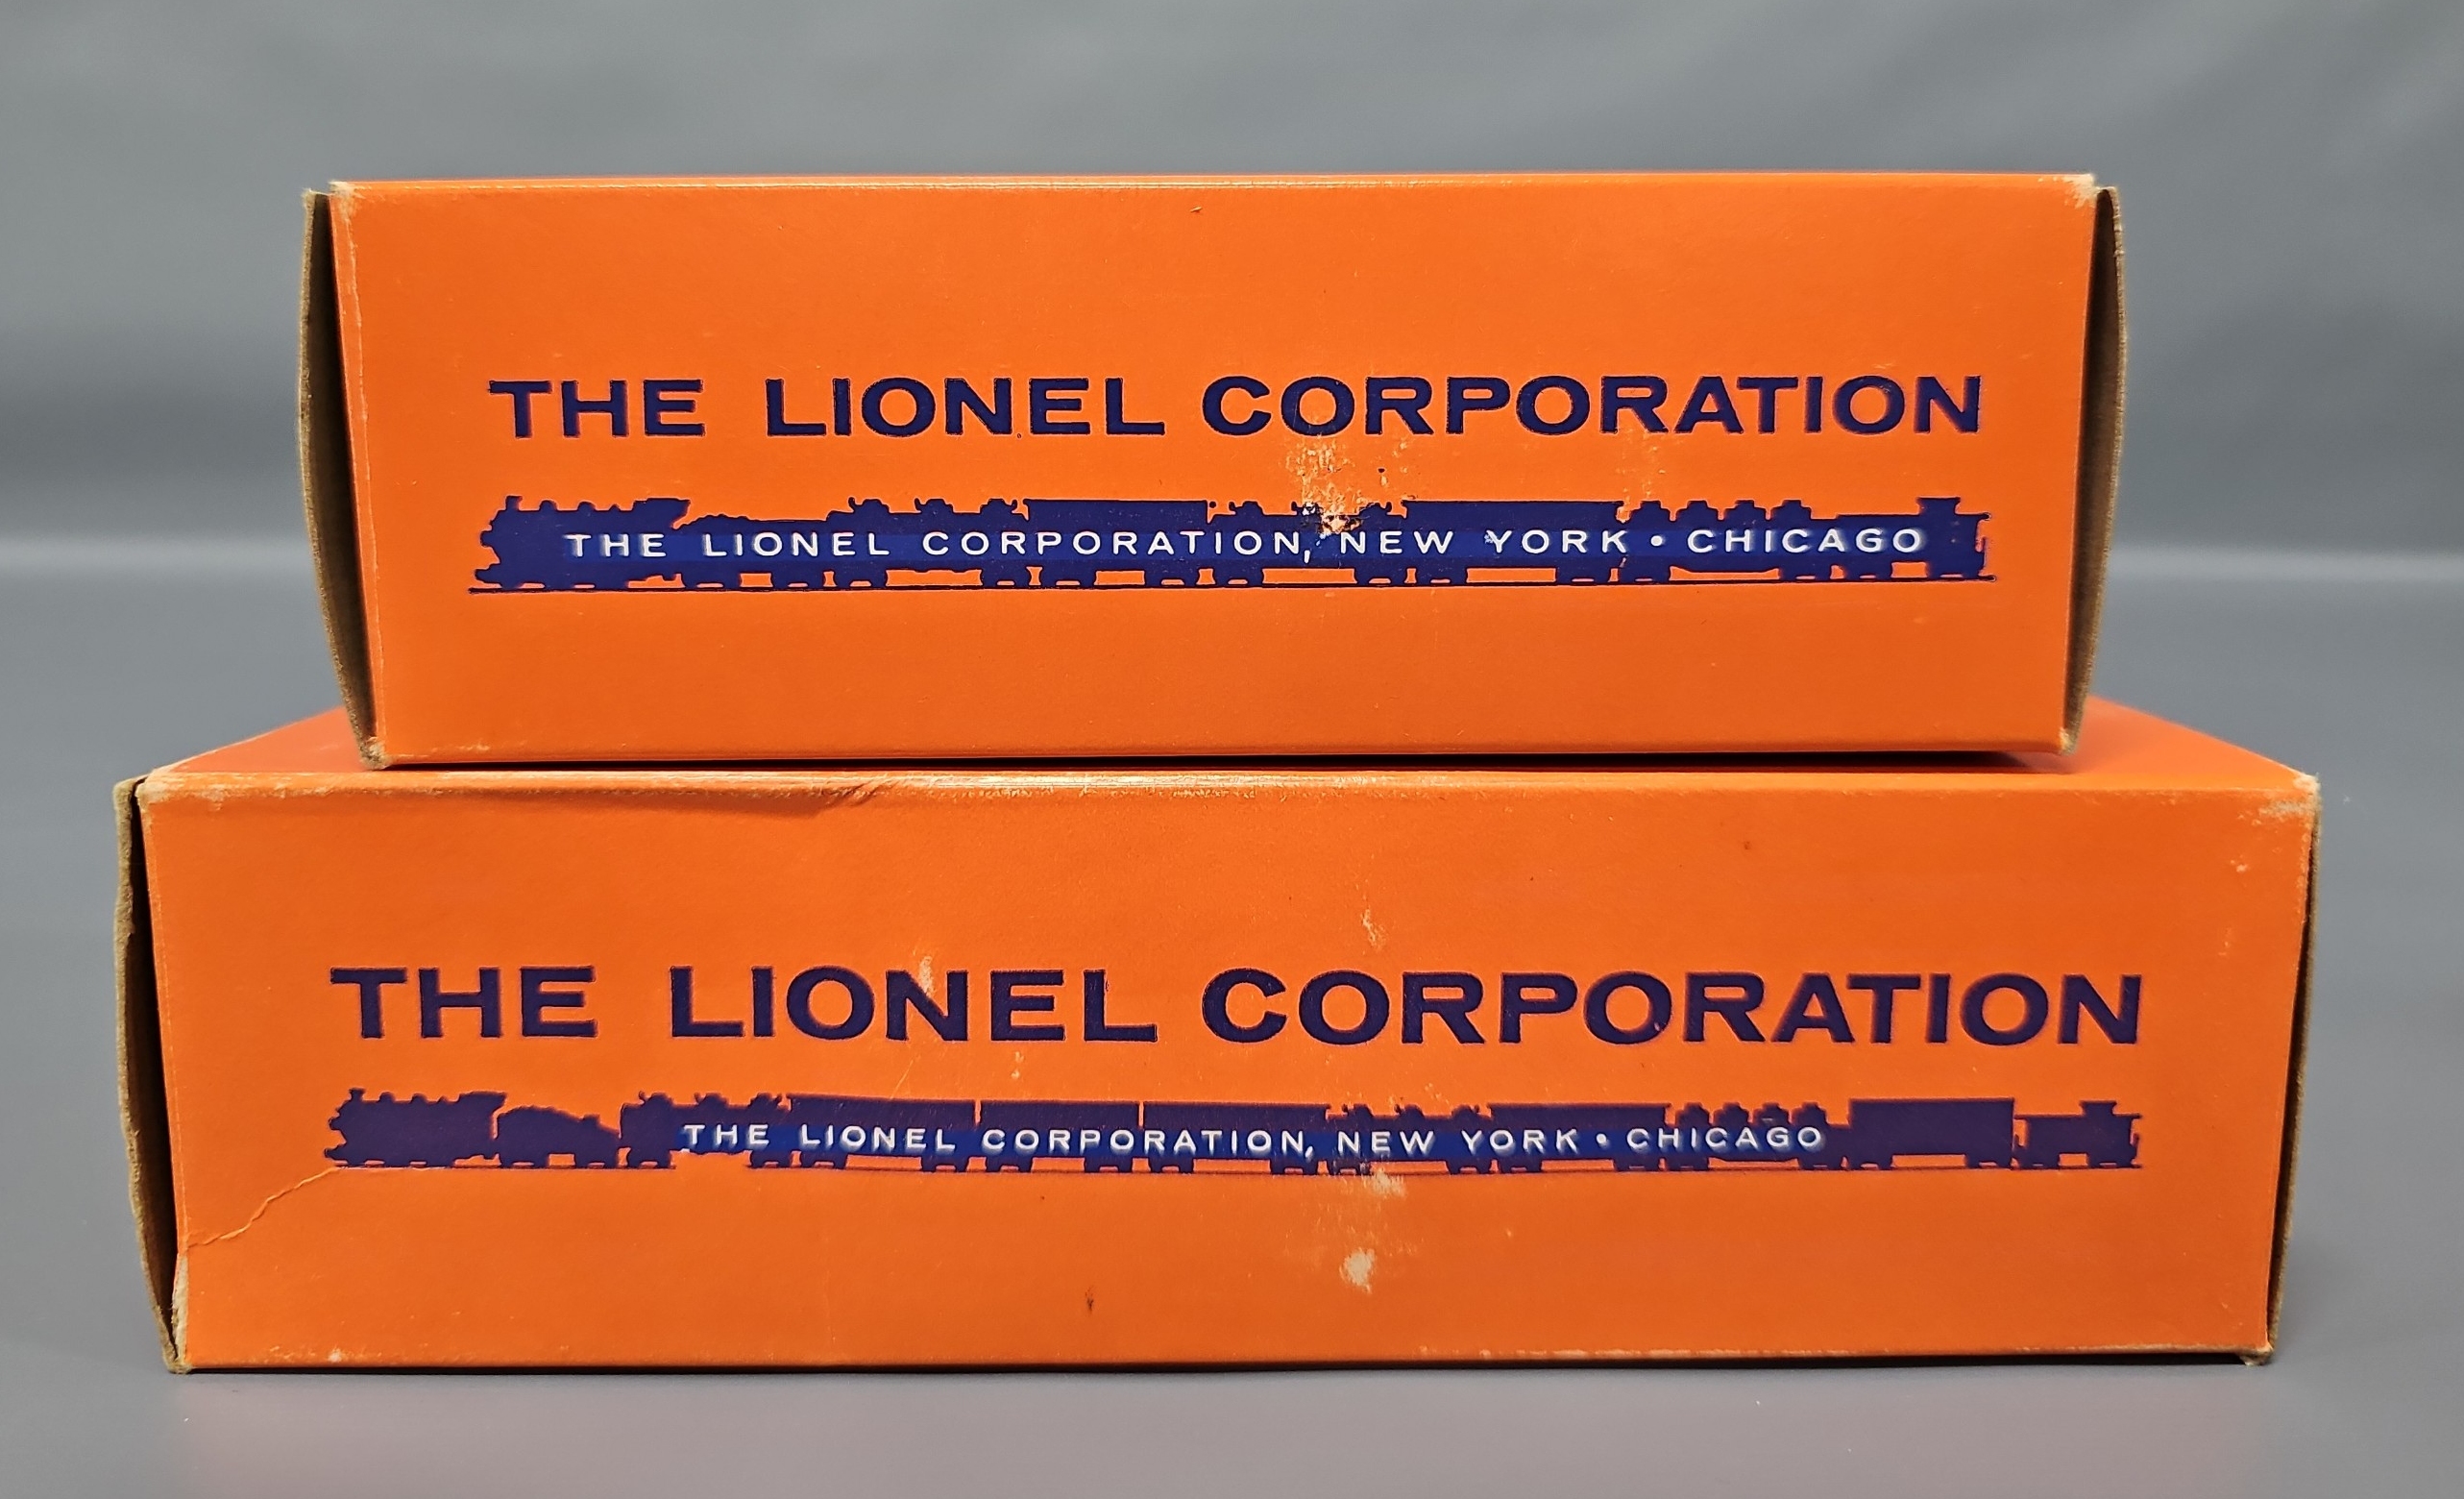 THE LIONEL CORPORATION
THE LIONEL CORPORATION, NEW YORK • CHICAGO
THE LIONEL CORPORATION
THE LIONEL CORPORATION, NEW YORK • CHICAGO